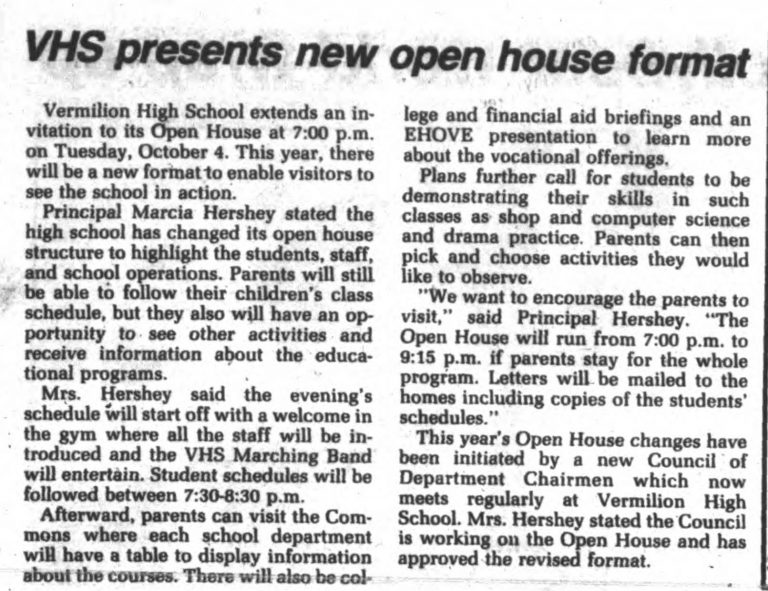 VHS presents new open house format
Vermilion High School extends an in-
vitation to its Open House at 7:00 p.m.
on Tuesday, October 4. This year, there
will be a new format to enable visitors to
see the school in action.
Principal Marcia Hershey stated the
high school has changed its open house
structure to highlight the students, staff,
and school operations. Parents will still
be able to follow their children's class
schedule, but they also will have an op-
portunity to see other activities and
receive information about the educa-
tional programs.
Mrs. Hershey said the evening's
schedule will start off with a welcome in
the gym where all the staff will be in-
troduced and the VHS Marching Band
will entertain. Student schedules will be
followed between 7:30-8:30 p.m.
Afterward, parents can visit the Com-
mons where each school department
will have a table to display information
about the courses. There will also be col-
lege and financial aid briefings and an
EHOVE presentation to learn more
about the vocational offerings.
Plans further call for students to be
demonstrating their skills in such
classes as shop and computer science
and drama practice. Parents can then
pick and choose activities they would
like to observe.
"We want to encourage the parents to
visit," said Principal Hershey. "The
Open House will run from 7:00 p.m. to
9:15 p.m. if parents stay for the whole
program. Letters will be mailed to the
homes including copies of the students'
schedules."
This year's Open House changes have
been initiated by a new Council of
Department Chairmen which now
meets regularly at Vermilion High
School. Mrs. Hershey stated the Council
is working on the Open House and has
approved the revised format.